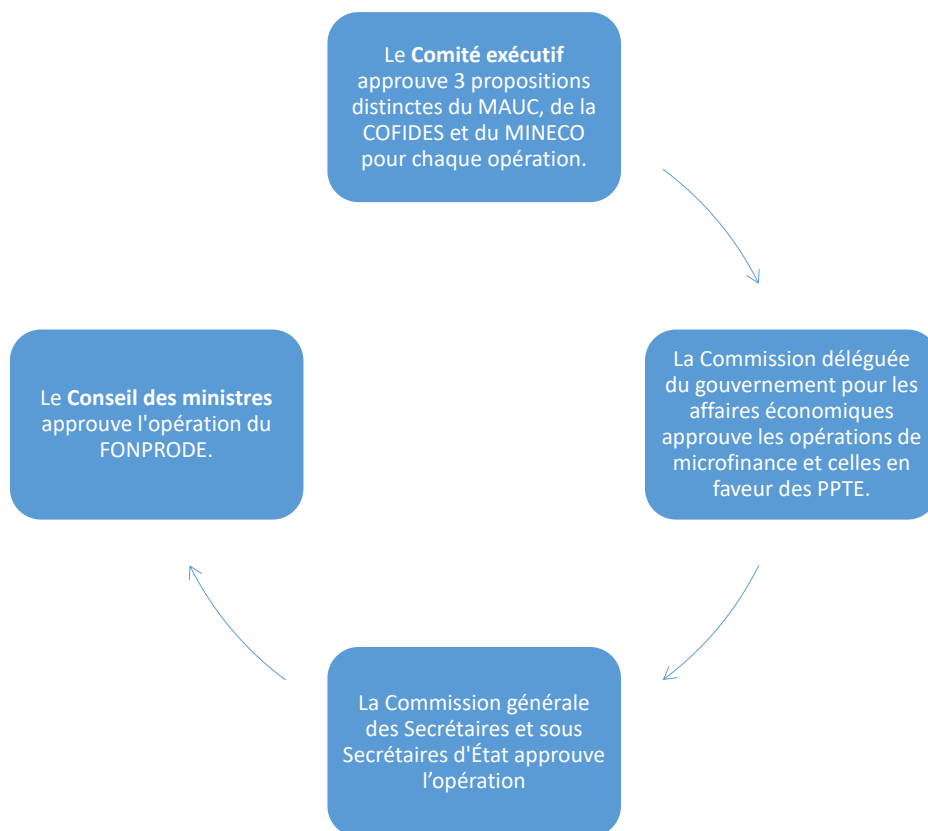 Le Comité exécutif
approuve 3 propositions
distinctes du MAUC, de la
COFIDES et du MINECO
pour chaque opération.
La Commission déléguée
du gouvernement pour les
affaires économiques
approuve les opérations de
microfinance et celles en
faveur des PPTE.
La Commission générale
des Secrétaires et sous
Secrétaires d'État approuve
l’opération
Le Conseil des ministres
approuve l'opération du
FONPRODE.